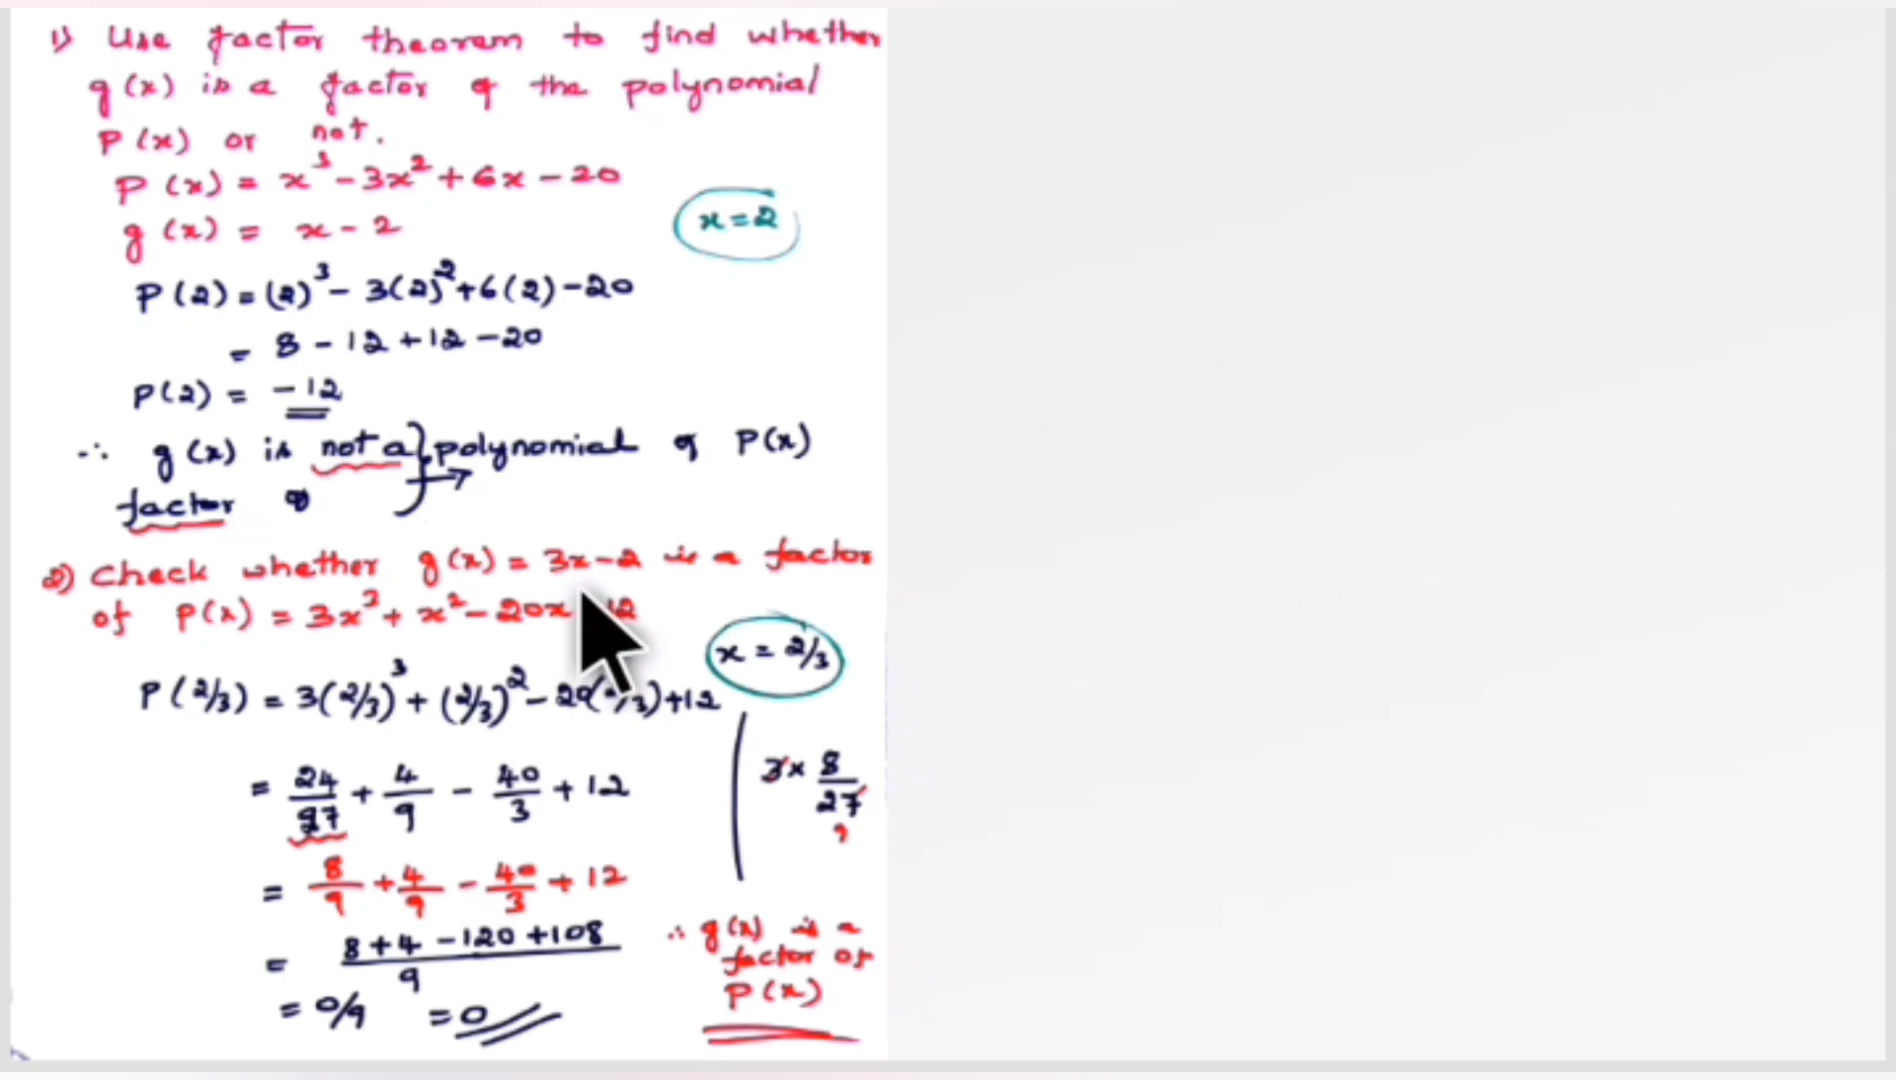 1) Use factor theorem to find whether
g(x) is a factor of the polynomial
P(x) or not.
P(x) = x³ - 3x² + 6x - 20
g(x) = x - 2
x = 2
P(2) = (2)³ - 3(2)² + 6(2) - 20
= 8 - 12 + 12 - 20
P(2) = -12
∴ g(x) is not a } polynomial of P(x)
factor of
2) Check whether g(x) = 3x - 2 is a factor
of P(x) = 3x³ + x² - 20x 12
x = 2/3
P(2/3) = 3(2/3)³ + (2/3)² - 20(2/3) + 12
= 24/27 + 4/9 - 40/3 + 12
3 × 8/27
9
= 8/9 + 4/9 - 40/3 + 12
= 8 + 4 - 120 + 108 / 9
= 0/9 = 0
∴ g(x) is a
factor of
P(x)